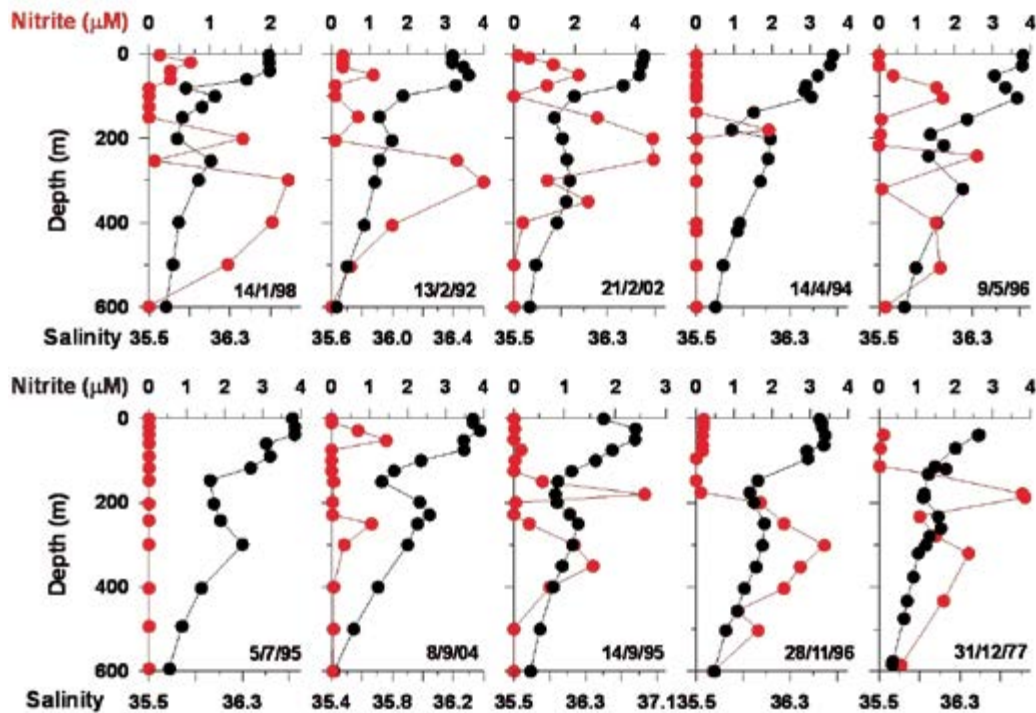 Nitrite (μM) 0 1 2 0 1 2 3 4 0 2 4 0 1 2 3 4 0 1 2 3 4
0
200
400
600
Depth (m)
14/1/98 13/2/92 21/2/02 14/4/94 9/5/96
Salinity 35.5 36.3 35.6 36.0 36.4 35.5 36.3 35.5 36.3 35.5 36.3
Nitrite (μM) 0 1 2 3 4 0 1 2 3 4 0 1 2 3 0 1 2 3 4 0 1 2 3 4
0
200
400
600
Depth (m)
5/7/95 8/9/04 14/9/95 28/11/96 31/12/77
Salinity 35.5 36.3 35.4 35.8 36.2 35.5 36.3 37.1 35.5 36.3 35.5 36.3